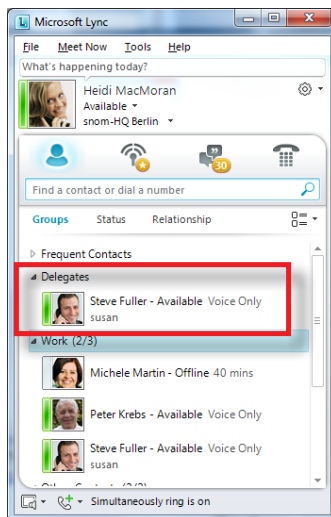 Microsoft Lync
File Meet Now Tools Help
What's happening today?
Heidi MacMoran
Available
snom-HQ Berlin
30
Find a contact or dial a number
Groups Status Relationship
Frequent Contacts
Delegates
Steve Fuller - Available Voice Only
susan
Work (2/3)
Michele Martin - Offline 40 mins
Peter Krebs - Available Voice Only
Steve Fuller - Available Voice Only
susan
Simultaneously ring is on